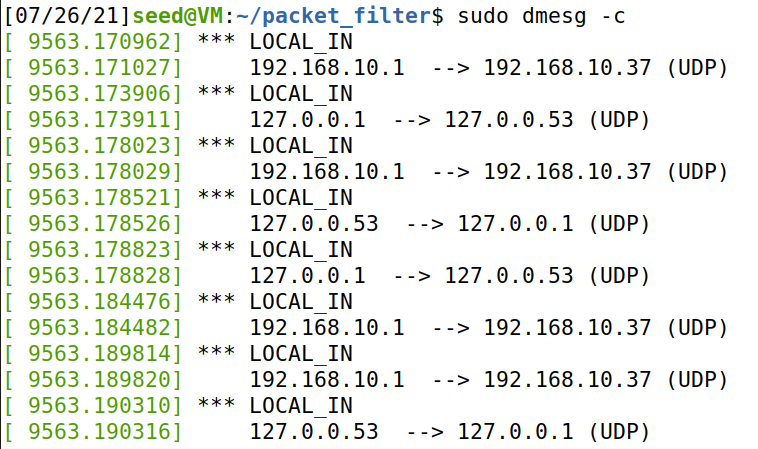 [07/26/21]seed@VM:~/packet_filter$ sudo dmesg -c
[ 9563.170962] *** LOCAL_IN
[ 9563.171027]     192.168.10.1  --> 192.168.10.37 (UDP)
[ 9563.173906] *** LOCAL_IN
[ 9563.173911]     127.0.0.1  --> 127.0.0.53 (UDP)
[ 9563.178023] *** LOCAL_IN
[ 9563.178029]     192.168.10.1  --> 192.168.10.37 (UDP)
[ 9563.178521] *** LOCAL_IN
[ 9563.178526]     127.0.0.53  --> 127.0.0.1 (UDP)
[ 9563.178823] *** LOCAL_IN
[ 9563.178828]     127.0.0.1  --> 127.0.0.53 (UDP)
[ 9563.184476] *** LOCAL_IN
[ 9563.184482]     192.168.10.1  --> 192.168.10.37 (UDP)
[ 9563.189814] *** LOCAL_IN
[ 9563.189820]     192.168.10.1  --> 192.168.10.37 (UDP)
[ 9563.190310] *** LOCAL_IN
[ 9563.190316]     127.0.0.53  --> 127.0.0.1 (UDP)